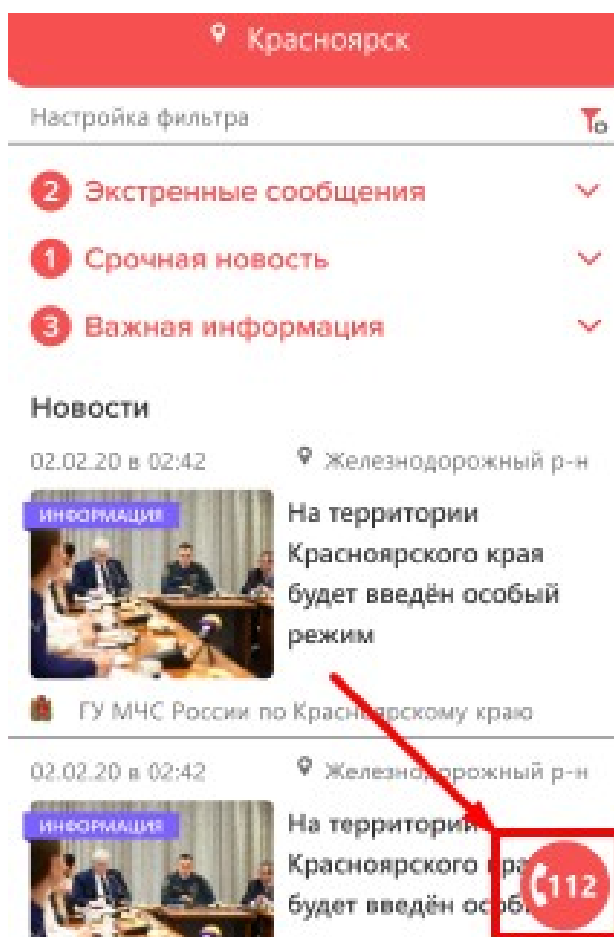 Красноярск
Настройка фильтра
2 Экстренные сообщения
1 Срочная новость
3 Важная информация
Новости
02.02.20 в 02:42 Железнодорожный р-н
ИНФОРМАЦИЯ
На территории
Красноярского края
будет введён особый
режим
ГУ МЧС России по Красноярскому краю
02.02.20 в 02:42 Железнодорожный р-н
ИНФОРМАЦИЯ
На территории
Красноярского
будет введён
112